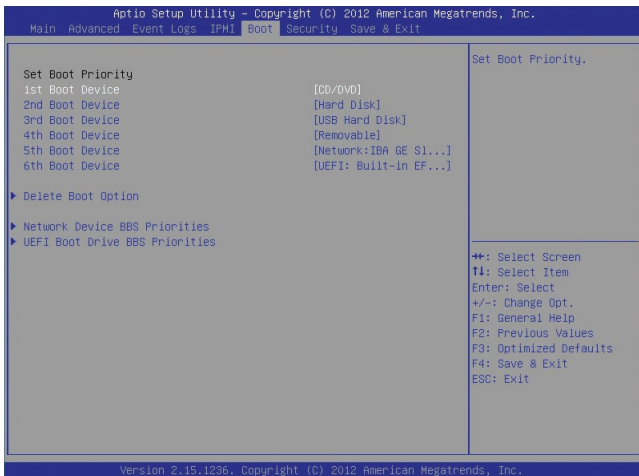 Aptio Setup Utility - Copyright (C) 2012 American Megatrends, Inc.
Main Advanced Event Logs IPMI Boot Security Save & Exit
Set Boot Priority
1st Boot Device [CD/DVD]
2nd Boot Device [Hard Disk]
3rd Boot Device [USB Hard Disk]
4th Boot Device [Removable]
5th Boot Device [Network:IBA GE Sl...]
6th Boot Device [UEFI: Built-in EF...]
Delete Boot Option
Network Device BBS Priorities
UEFI Boot Drive BBS Priorities
Set Boot Priority.
→←: Select Screen
↑↓: Select Item
Enter: Select
+/-: Change Opt.
F1: General Help
F2: Previous Values
F3: Optimized Defaults
F4: Save & Exit
ESC: Exit
Version 2.15.1236. Copyright (C) 2012 American Megatrends, Inc.